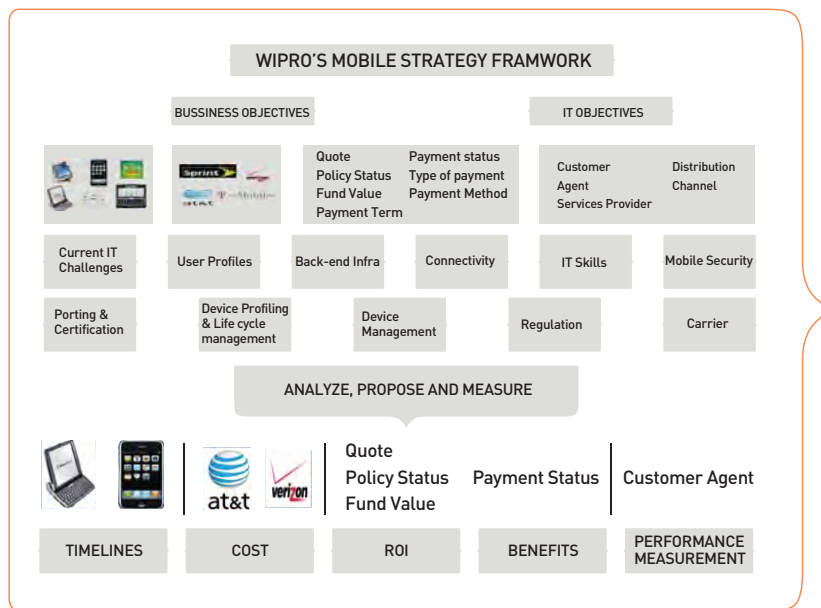 WIPRO'S MOBILE STRATEGY FRAMWORK
BUSSINESS OBJECTIVES
IT OBJECTIVES
Sprint
at&t
T-Mobile
Quote
Policy Status
Fund Value
Payment Term
Payment status
Type of payment
Payment Method
Customer
Agent
Services Provider
Distribution
Channel
Current IT
Challenges
User Profiles
Back-end Infra
Connectivity
IT Skills
Mobile Security
Porting &
Certification
Device Profiling
& Life cycle
management
Device
Management
Regulation
Carrier
ANALYZE, PROPOSE AND MEASURE
at&t
verizon
Quote
Policy Status
Fund Value
Payment Status
Customer Agent
TIMELINES
COST
ROI
BENEFITS
PERFORMANCE
MEASUREMENT